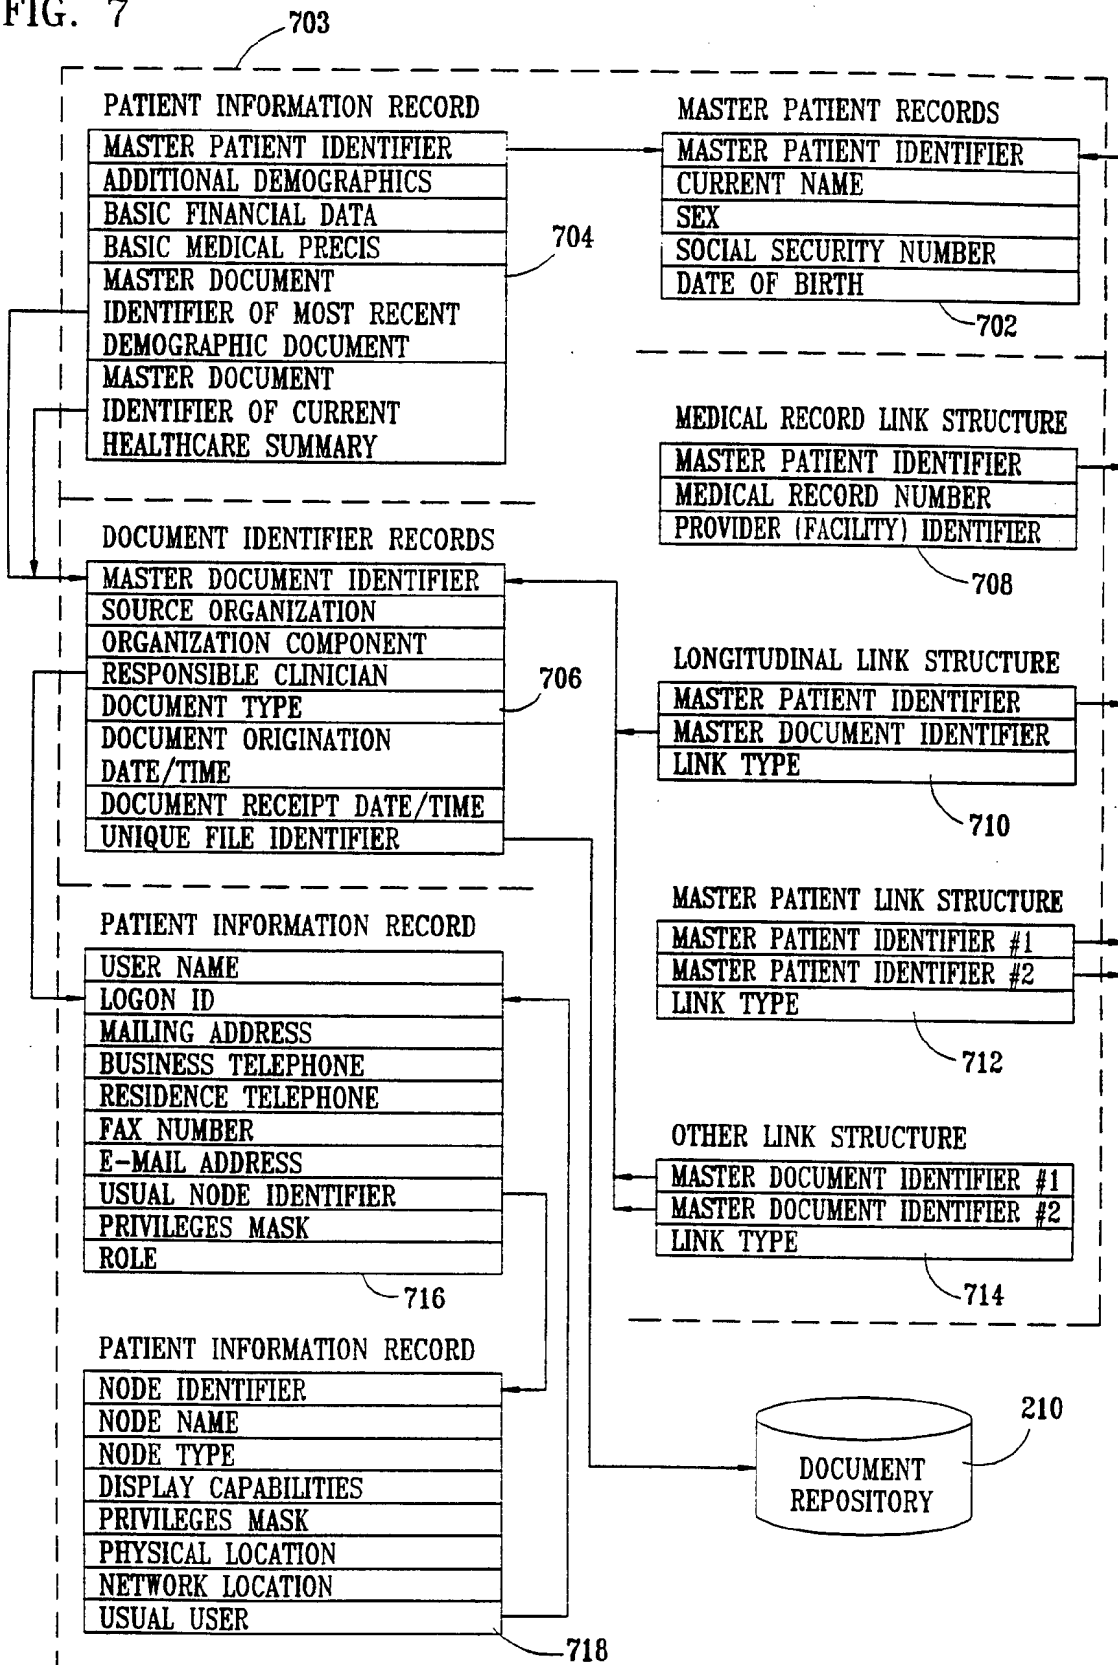 FIG. 7
703
PATIENT INFORMATION RECORD
MASTER PATIENT IDENTIFIER
ADDITIONAL DEMOGRAPHICS
BASIC FINANCIAL DATA
BASIC MEDICAL PRECIS
MASTER DOCUMENT
IDENTIFIER OF MOST RECENT
DEMOGRAPHIC DOCUMENT
MASTER DOCUMENT
IDENTIFIER OF CURRENT
HEALTHCARE SUMMARY
704
MASTER PATIENT RECORDS
MASTER PATIENT IDENTIFIER
CURRENT NAME
SEX
SOCIAL SECURITY NUMBER
DATE OF BIRTH
702
DOCUMENT IDENTIFIER RECORDS
MASTER DOCUMENT IDENTIFIER
SOURCE ORGANIZATION
ORGANIZATION COMPONENT
RESPONSIBLE CLINICIAN
DOCUMENT TYPE
DOCUMENT ORIGINATION
DATE/TIME
DOCUMENT RECEIPT DATE/TIME
UNIQUE FILE IDENTIFIER
706
MEDICAL RECORD LINK STRUCTURE
MASTER PATIENT IDENTIFIER
MEDICAL RECORD NUMBER
PROVIDER (FACILITY) IDENTIFIER
708
LONGITUDINAL LINK STRUCTURE
MASTER PATIENT IDENTIFIER
MASTER DOCUMENT IDENTIFIER
LINK TYPE
710
MASTER PATIENT LINK STRUCTURE
MASTER PATIENT IDENTIFIER #1
MASTER PATIENT IDENTIFIER #2
LINK TYPE
712
OTHER LINK STRUCTURE
MASTER DOCUMENT IDENTIFIER #1
MASTER DOCUMENT IDENTIFIER #2
LINK TYPE
714
PATIENT INFORMATION RECORD
USER NAME
LOGON ID
MAILING ADDRESS
BUSINESS TELEPHONE
RESIDENCE TELEPHONE
FAX NUMBER
E-MAIL ADDRESS
USUAL NODE IDENTIFIER
PRIVILEGES MASK
ROLE
716
PATIENT INFORMATION RECORD
NODE IDENTIFIER
NODE NAME
NODE TYPE
DISPLAY CAPABILITIES
PRIVILEGES MASK
PHYSICAL LOCATION
NETWORK LOCATION
USUAL USER
718
210
DOCUMENT
REPOSITORY